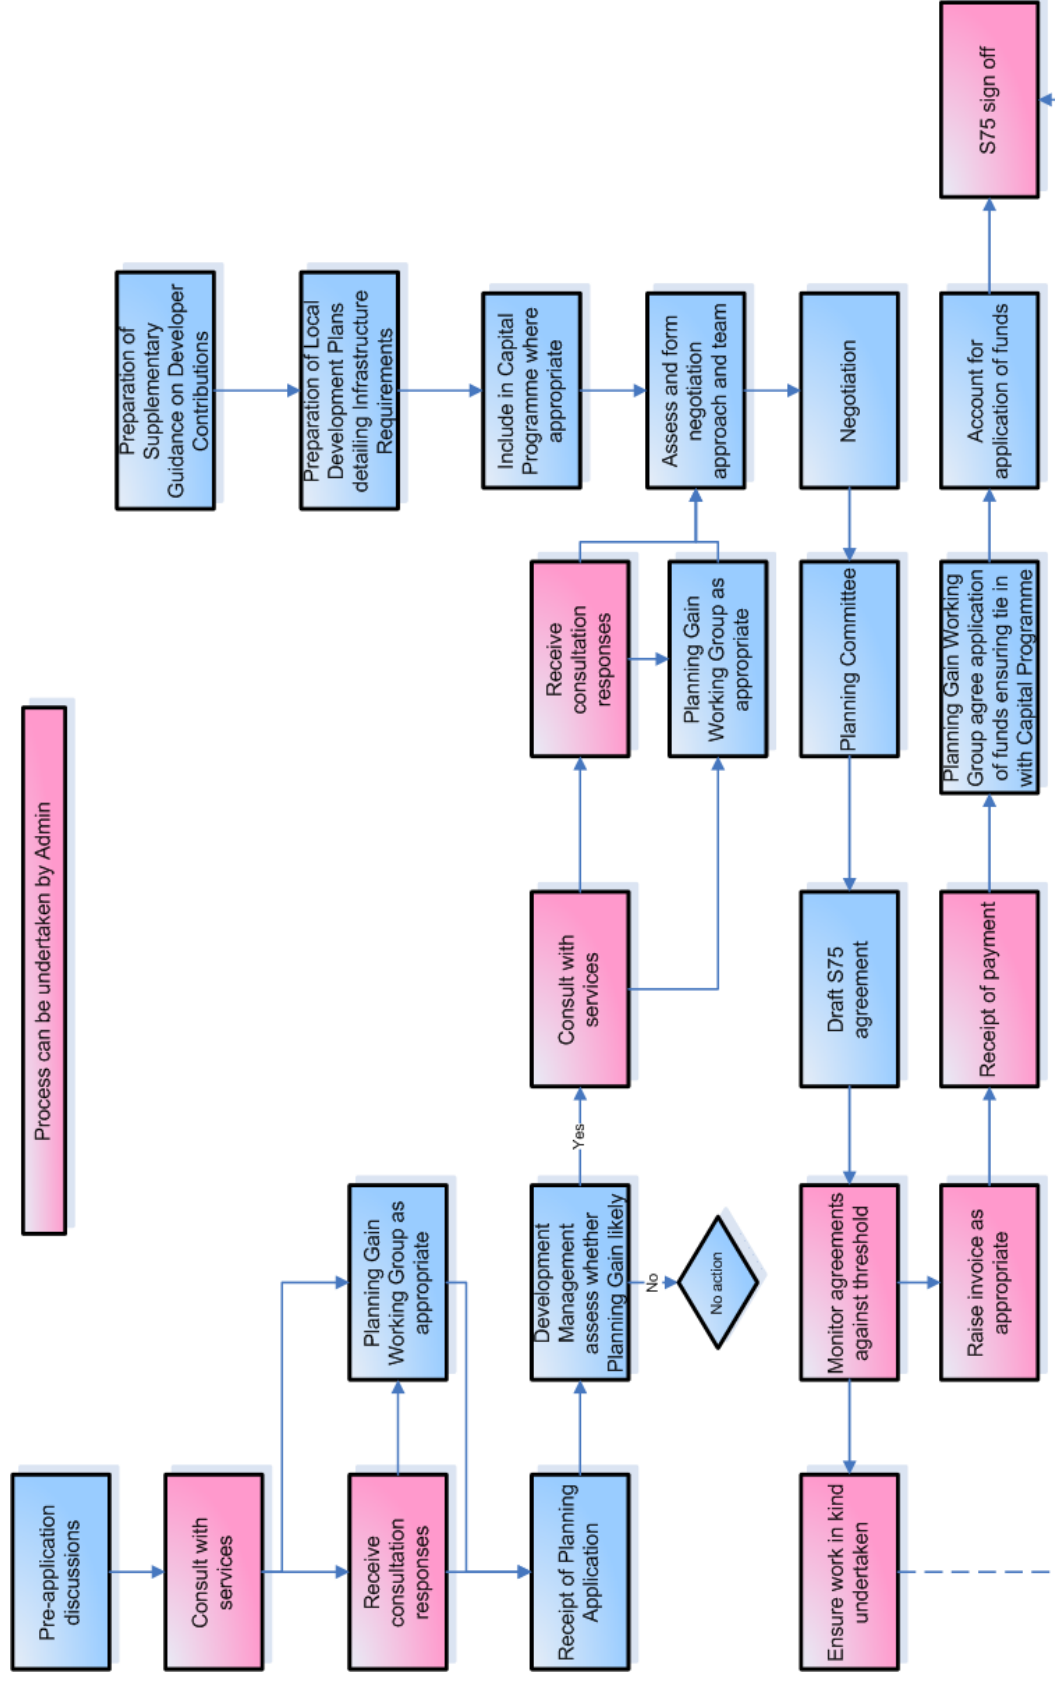 Process can be undertaken by Admin
Pre-application
discussions
Consult with
services
Receive
consultation
responses
Planning Gain
Working Group as
appropriate
Receipt of Planning
Application
Development
Management
assess whether
Planning Gain likely
Yes
No
No action
Consult with
services
Receive
consultation
responses
Planning Gain
Working Group as
appropriate
Preparation of
Supplementary
Guidance on Developer
Contributions
Preparation of Local
Development Plans
detailing Infrastructure
Requirements
Include in Capital
Programme where
appropriate
Assess and form
negotiation
approach and team
Negotiation
Planning Committee
Draft S75
agreement
Monitor agreements
against threshold
Ensure work in kind
undertaken
Raise invoice as
appropriate
Receipt of payment
Planning Gain Working
Group agree application
of funds ensuring tie in
with Capital Programme
Account for
application of funds
S75 sign off